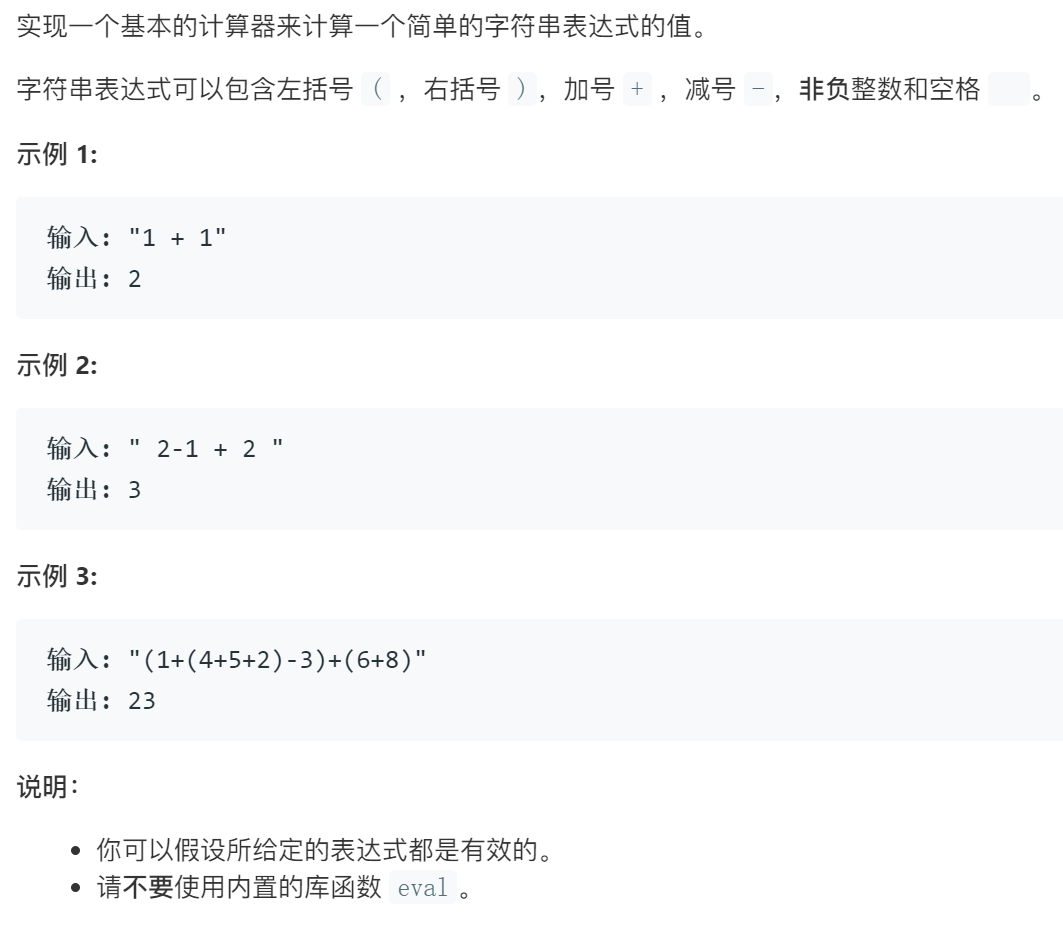 实现一个基本的计算器来计算一个简单的字符串表达式的值。
字符串表达式可以包含左括号 ( ，右括号 )，加号 + ，减号 -，非负整数和空格 。
示例 1:
输入: "1 + 1"
输出: 2
示例 2:
输入: " 2-1 + 2 "
输出: 3
示例 3:
输入: "(1+(4+5+2)-3)+(6+8)"
输出: 23
说明：
• 你可以假设所给定的表达式都是有效的。
• 请不要使用内置的库函数 eval 。